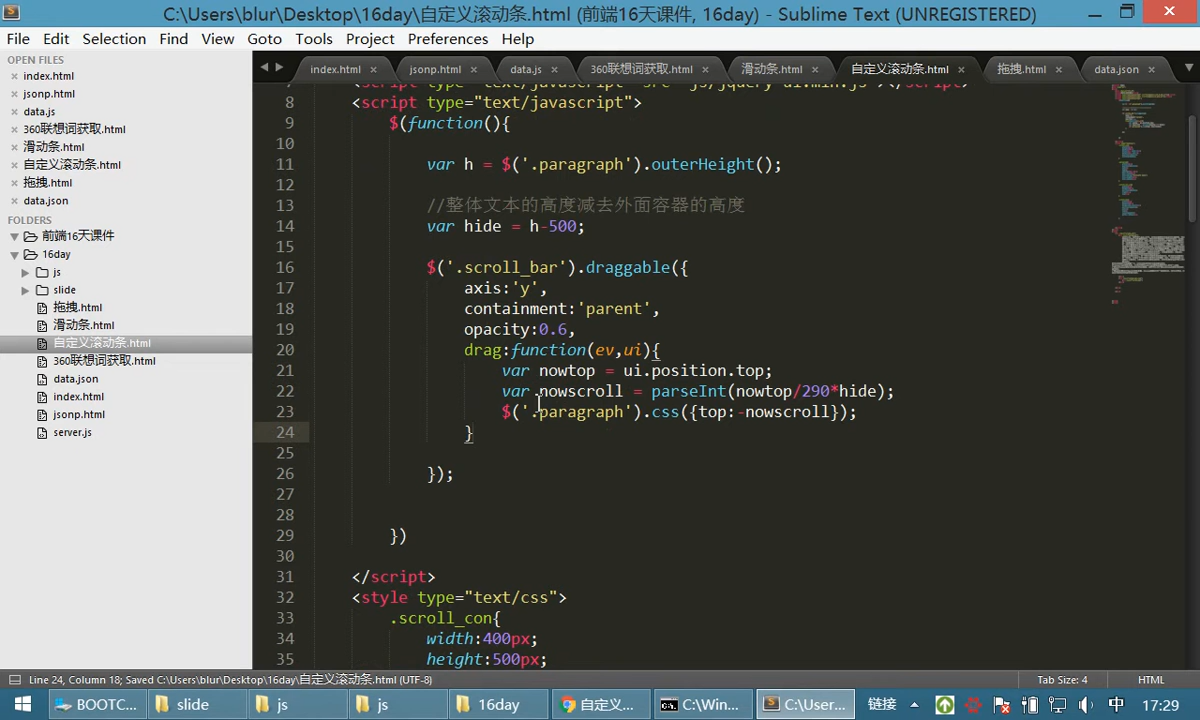 C:\Users\blur\Desktop\16day\自定义滚动条.html (前端16天课件, 16day) - Sublime Text (UNREGISTERED)
File Edit Selection Find View Goto Tools Project Preferences Help
OPEN FILES
index.html
jsonp.html
data.js
360联想词获取.html
滑动条.html
自定义滚动条.html
拖拽.html
data.json
FOLDERS
前端16天课件
16day
js
slide
拖拽.html
滑动条.html
自定义滚动条.html
360联想词获取.html
data.json
index.html
jsonp.html
server.js
index.html jsonp.html data.js 360联想词获取.html 滑动条.html 自定义滚动条.html 拖拽.html data.json
8 <script type="text/javascript">
9 $(function(){
10
11 var h = $('.paragraph').outerHeight();
12
13 //整体文本的高度减去外面容器的高度
14 var hide = h-500;
15
16 $('.scroll_bar').draggable({
17 axis:'y',
18 containment:'parent',
19 opacity:0.6,
20 drag:function(ev,ui){
21 var nowtop = ui.position.top;
22 var nowscroll = parseInt(nowtop/290*hide);
23 $('.paragraph').css({top:-nowscroll});
24 }
25
26 });
27
28
29 })
30
31 </script>
32 <style type="text/css">
33 .scroll_con{
34 width:400px;
35 height:500px;
Line 24, Column 18; Saved C:\Users\blur\Desktop\16day\自定义滚动条.html (UTF-8) Tab Size: 4 HTML
BOOTC... slide js js 16day 自定义... C:\Win... C:\User... 链接 中 17:29